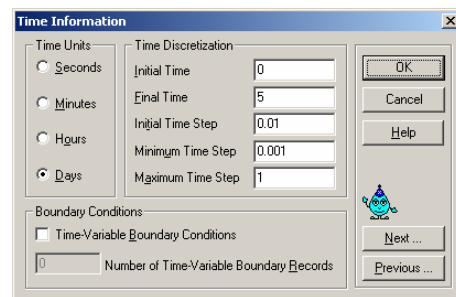 Time Information
Time Units
Seconds
Minutes
Hours
Days
Time Discretization
Initial Time 0
Final Time 5
Initial Time Step 0.01
Minimum Time Step 0.001
Maximum Time Step 1
Boundary Conditions
Time-Variable Boundary Conditions
0 Number of Time-Variable Boundary Records
OK
Cancel
Help
Next ...
Previous ...